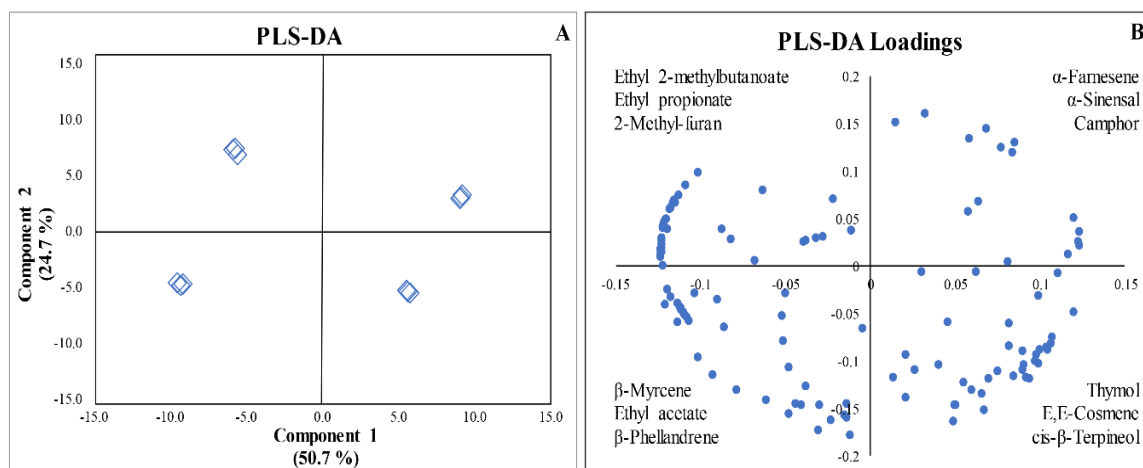 PLS-DA
A
15.0
10.0
5.0
0.0
-5.0
-10.0
-15.0
Component 2
(24.7 %)
-15.0 -10.0 -5.0 0.0 5.0 10.0 15.0
Component 1
(50.7 %)
B
PLS-DA Loadings
Ethyl 2-methylbutanoate
Ethyl propionate
2-Methyl-furan
α-Farnesene
α-Sinensal
Camphor
0.2
0.15
0.1
0.05
0
-0.05
-0.1
-0.15
-0.2
-0.15 -0.1 -0.05 0 0.05 0.1 0.15
β-Myrcene
Ethyl acetate
β-Phellandrene
Thymol
E,E-Cosmene
cis-β-Terpineol